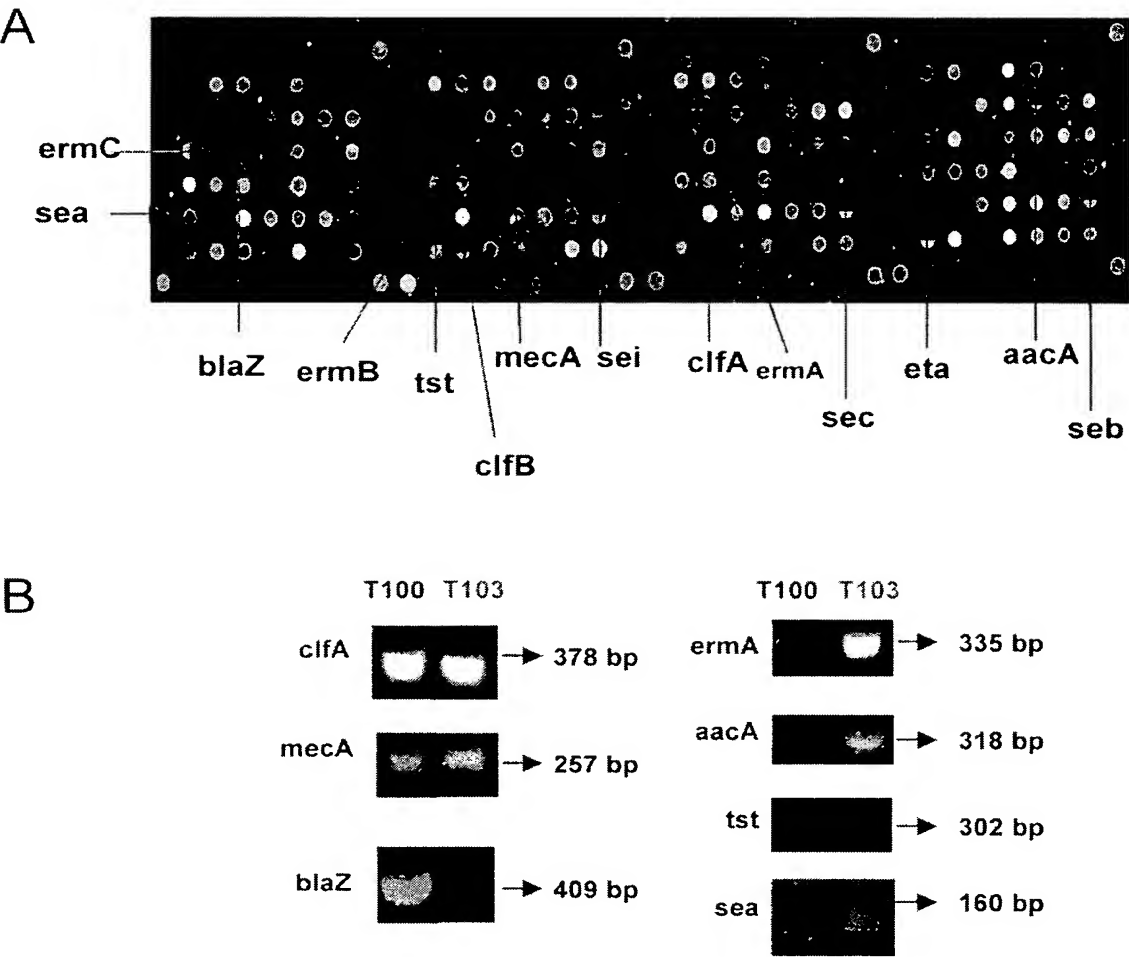 A
ermC
sea
blaZ
ermB
tst
clfB
mecA
sei
clfA
ermA
sec
eta
aacA
seb
B
T100 T103
clfA 378 bp
mecA 257 bp
blaZ 409 bp
T100 T103
ermA 335 bp
aacA 318 bp
tst 302 bp
sea 160 bp